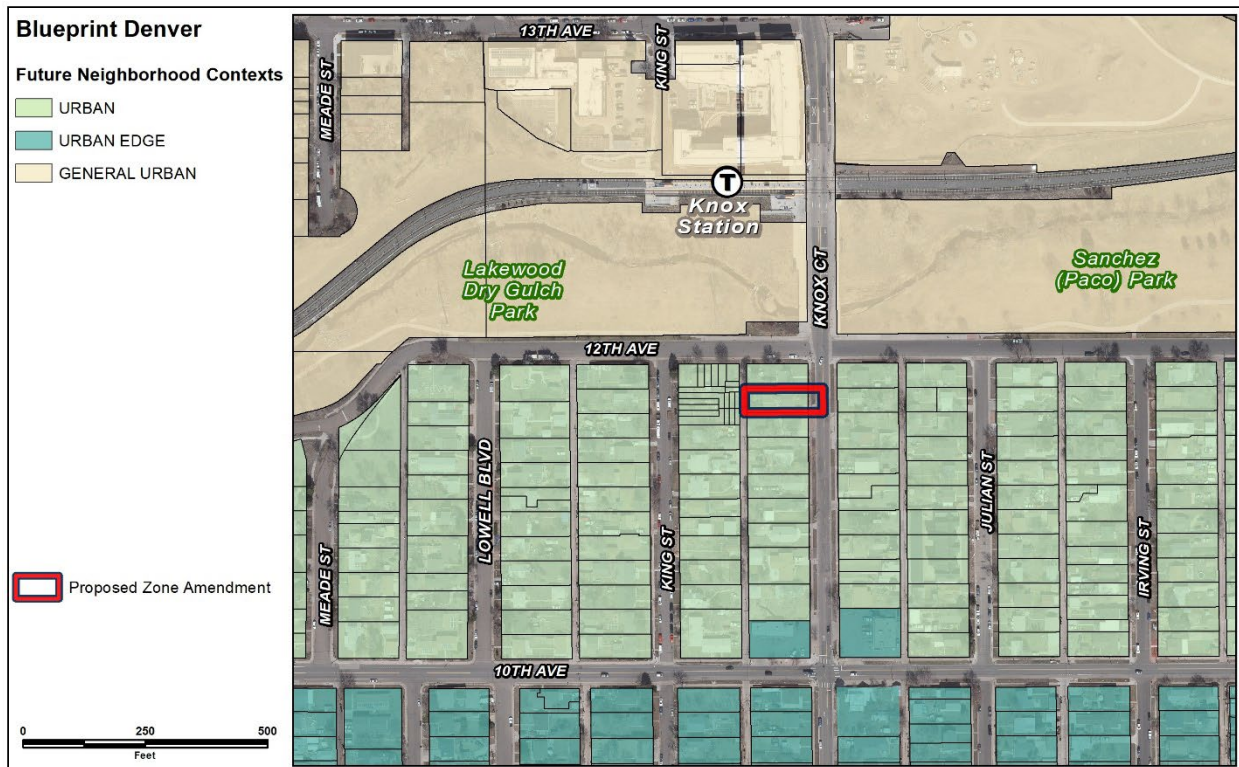 Blueprint Denver
Future Neighborhood Contexts
URBAN
URBAN EDGE
GENERAL URBAN
Proposed Zone Amendment
0 250 500
Feet
13TH AVE
KING ST
MEADE ST
T
Knox
Station
KNOX CT
Lakewood
Dry Gulch
Park
Sanchez
(Paco) Park
12TH AVE
LOWELL BLVD
MEADE ST
KING ST
JULIAN ST
IRVING ST
10TH AVE